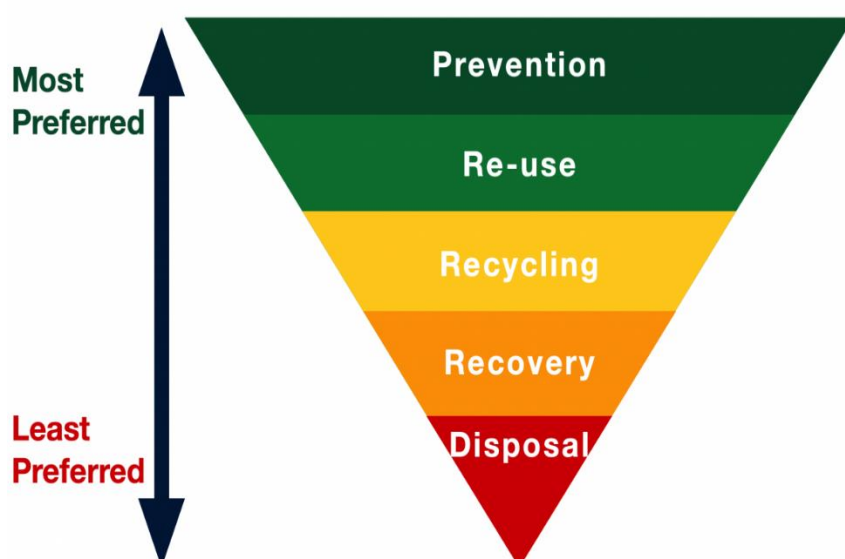 Most
Preferred
Prevention
Re-use
Recycling
Recovery
Least
Preferred
Disposal